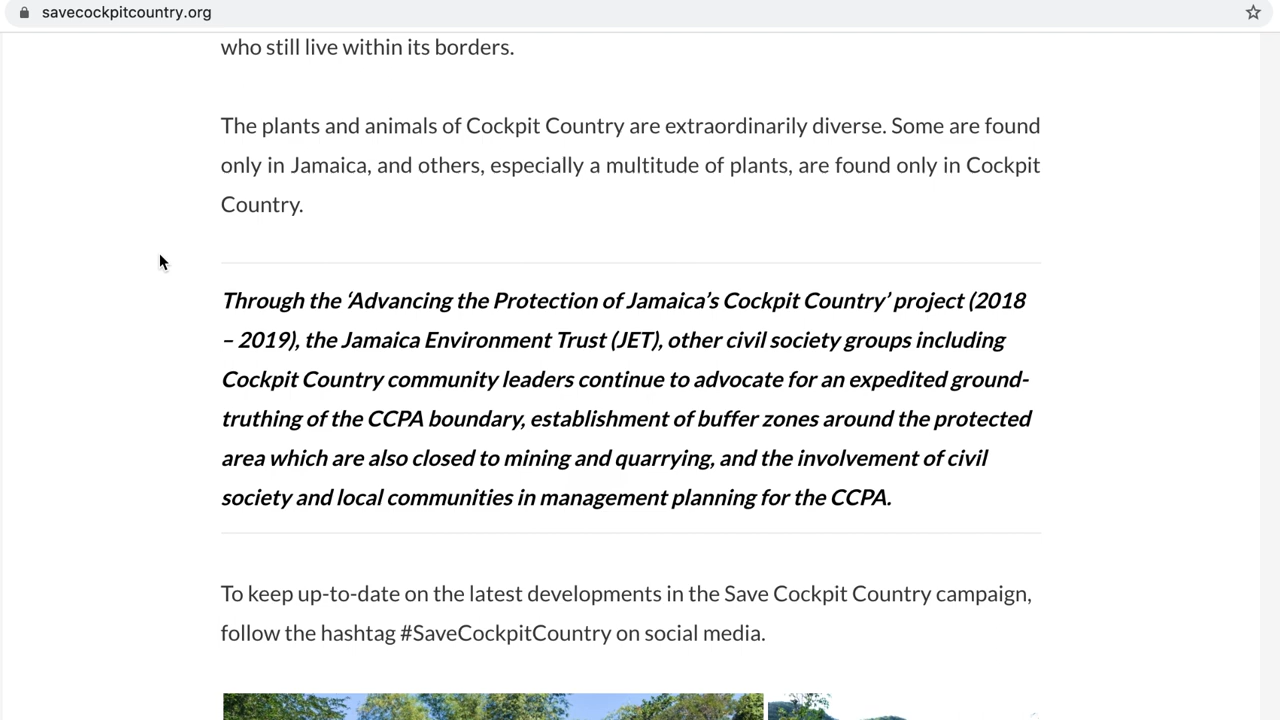 savecockpitcountry.org
who still live within its borders.
The plants and animals of Cockpit Country are extraordinarily diverse. Some are found
only in Jamaica, and others, especially a multitude of plants, are found only in Cockpit
Country.
Through the ‘Advancing the Protection of Jamaica’s Cockpit Country’ project (2018
– 2019), the Jamaica Environment Trust (JET), other civil society groups including
Cockpit Country community leaders continue to advocate for an expedited ground-
truthing of the CCPA boundary, establishment of buffer zones around the protected
area which are also closed to mining and quarrying, and the involvement of civil
society and local communities in management planning for the CCPA.
To keep up-to-date on the latest developments in the Save Cockpit Country campaign,
follow the hashtag #SaveCockpitCountry on social media.